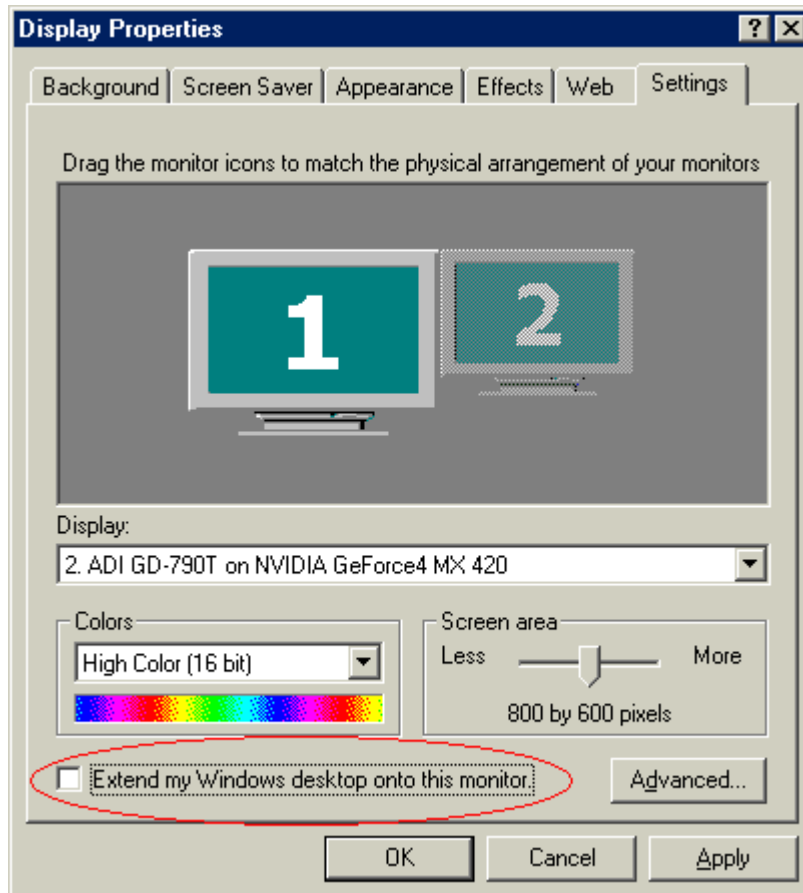 Display Properties
Background Screen Saver Appearance Effects Web Settings
Drag the monitor icons to match the physical arrangement of your monitors
1 2
Display:
2. ADI GD-790T on NVIDIA GeForce4 MX 420
Colors Screen area
High Color (16 bit) Less More
800 by 600 pixels
Extend my Windows desktop onto this monitor. Advanced...
OK Cancel Apply